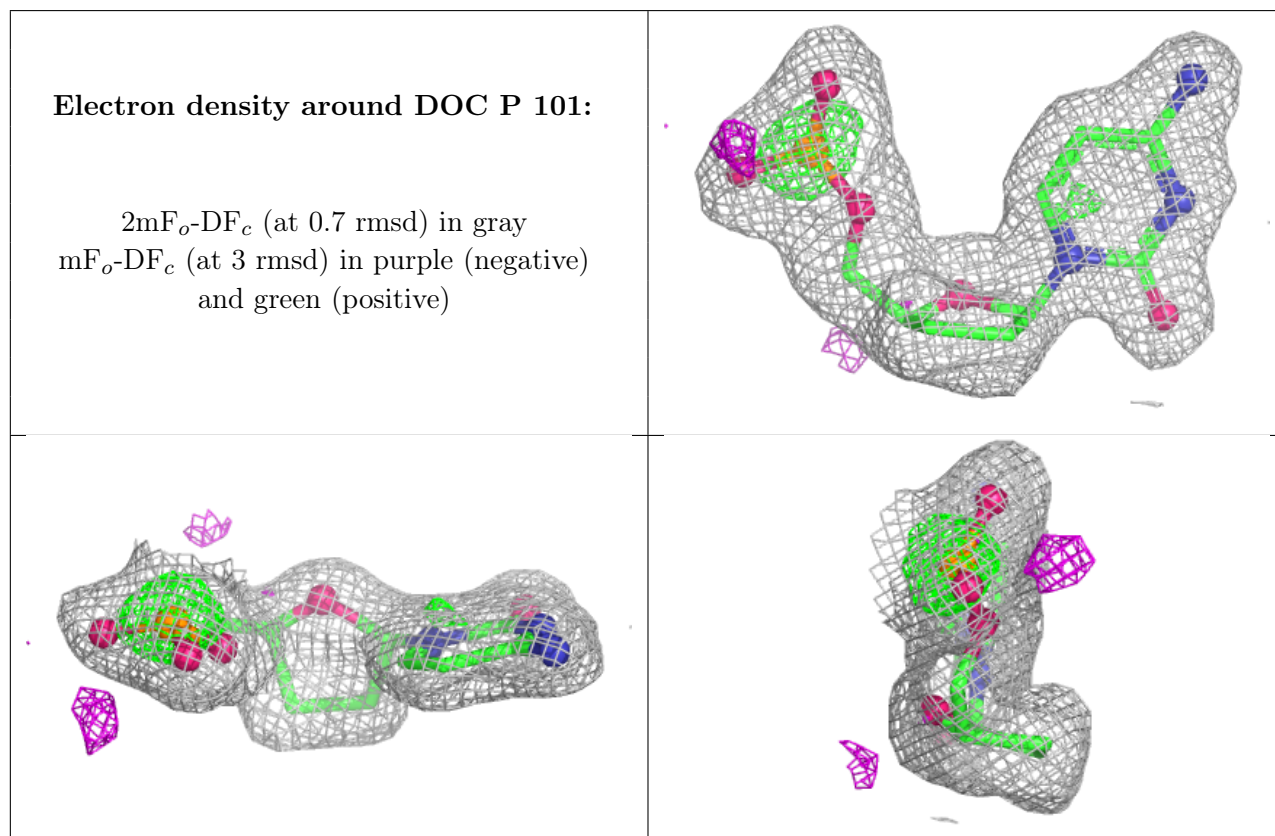 Electron density around DOC P 101:
2mFo-DFc (at 0.7 rmsd) in gray
mFo-DFc (at 3 rmsd) in purple (negative)
and green (positive)